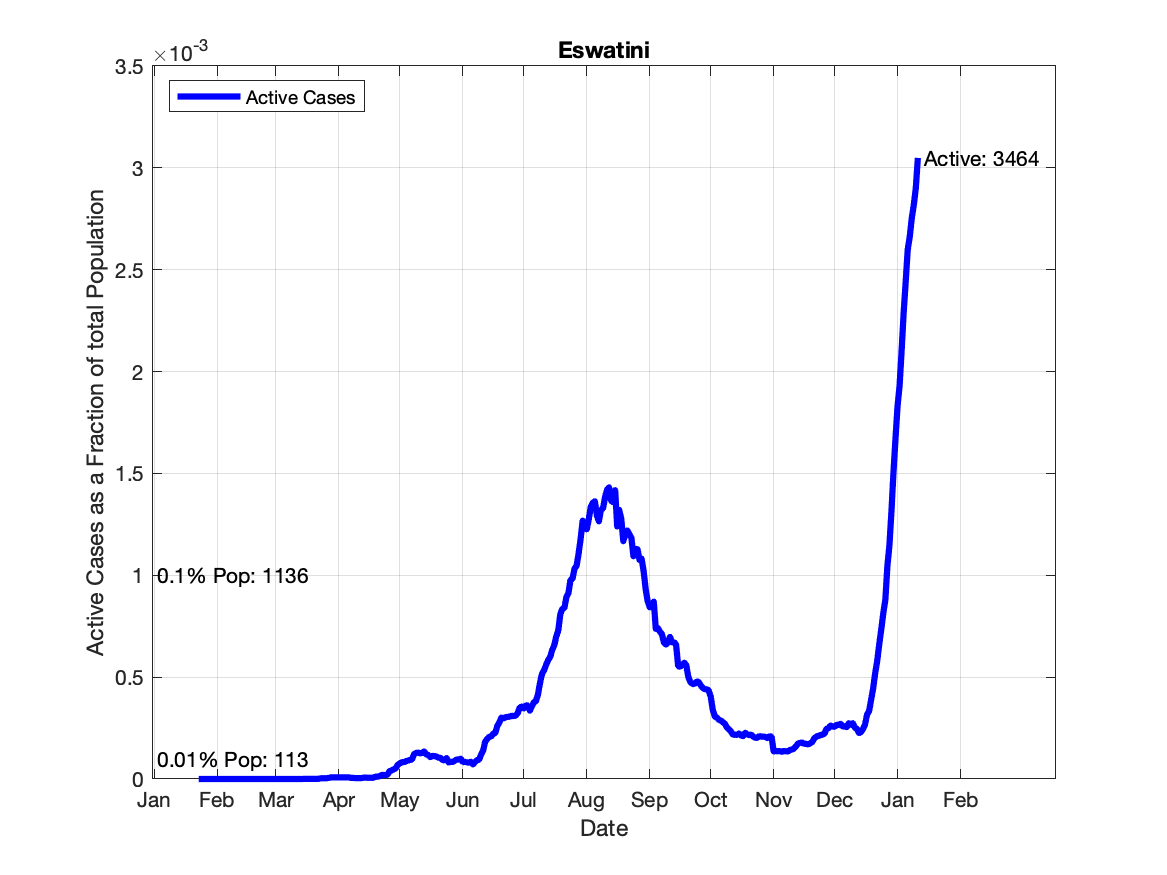 Eswatini
×10-3
3.5
3
2.5
2
1.5
1
0.5
0
Active Cases as a Fraction of total Population
Active Cases
Active: 3464
0.1% Pop: 1136
0.01% Pop: 113
Jan Feb Mar Apr May Jun Jul Aug Sep Oct Nov Dec Jan Feb
Date